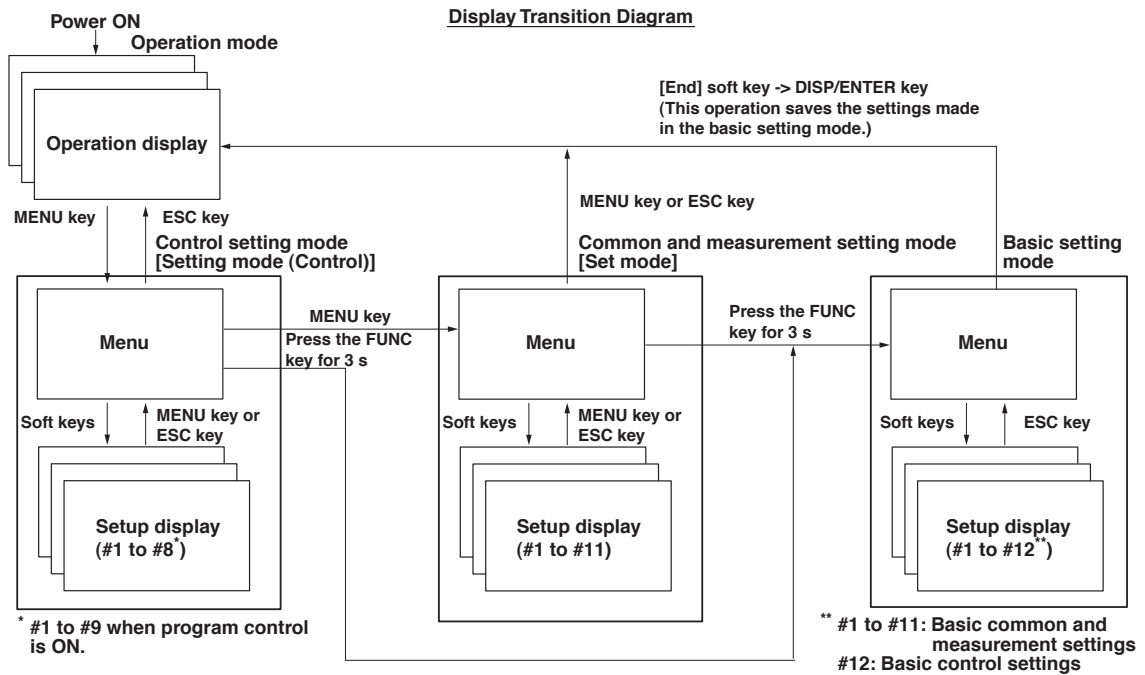 Display Transition Diagram
Power ON
Operation mode
Operation display
[End] soft key -> DISP/ENTER key
(This operation saves the settings made
in the basic setting mode.)
MENU key
ESC key
MENU key or ESC key
Control setting mode
[Setting mode (Control)]
Common and measurement setting mode
[Set mode]
Basic setting
mode
Menu
MENU key
Press the FUNC
key for 3 s
Menu
Press the FUNC
key for 3 s
Menu
Soft keys
MENU key or
ESC key
Soft keys
MENU key or
ESC key
Soft keys
ESC key
Setup display
(#1 to #8*)
Setup display
(#1 to #11)
Setup display
(#1 to #12**)
* #1 to #9 when program control
is ON.
** #1 to #11: Basic common and
measurement settings
#12: Basic control settings